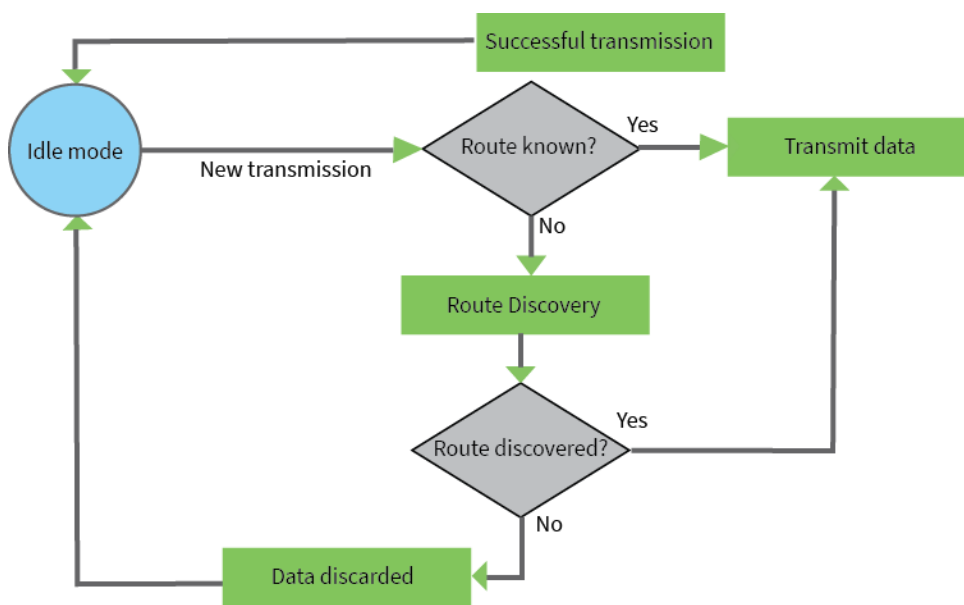 Successful transmission
Idle mode
New transmission
Route known?
Yes
Transmit data
No
Route Discovery
Route discovered?
Yes
No
Data discarded